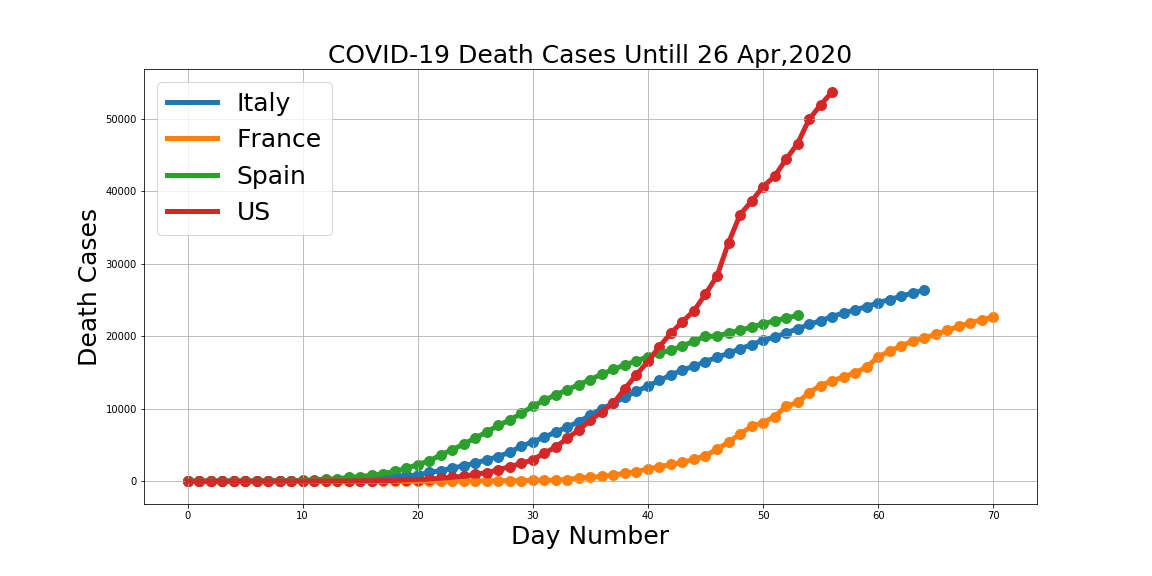 COVID-19 Death Cases Untill 26 Apr,2020
Italy
France
Spain
US
Death Cases
50000
40000
30000
20000
10000
0
0 10 20 30 40 50 60 70
Day Number